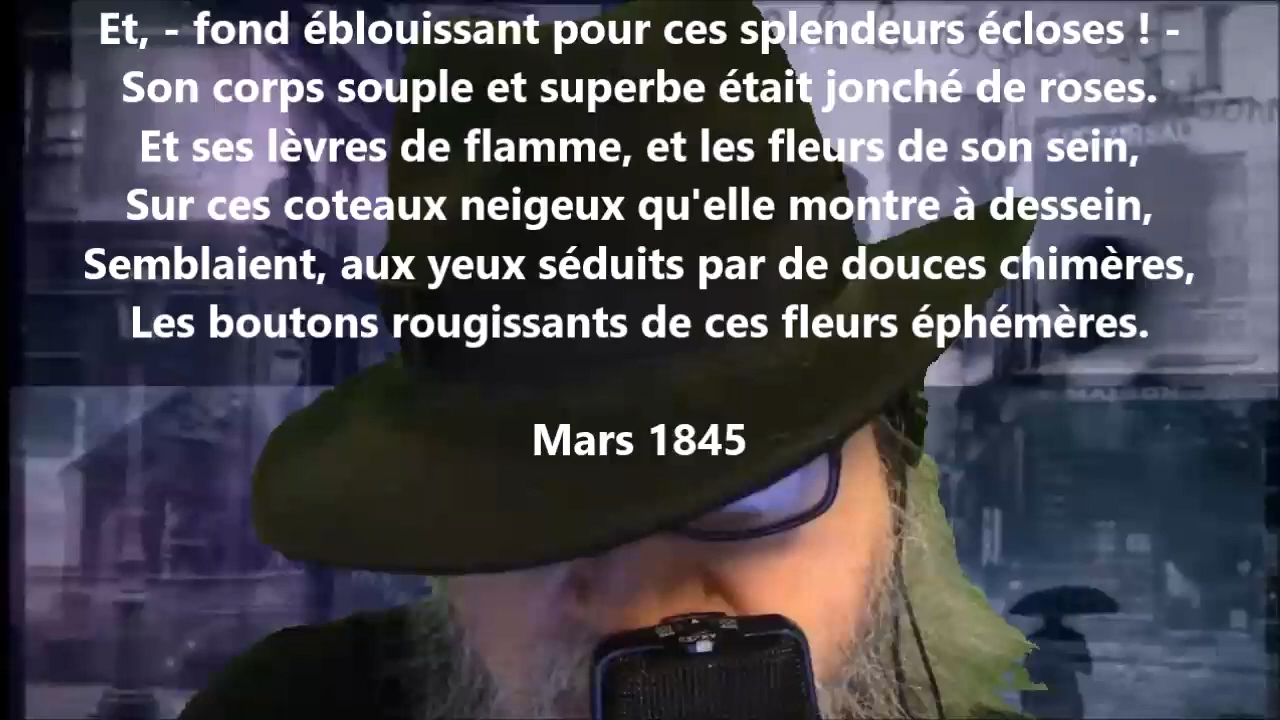 Et, - fond éblouissant pour ces splendeurs écloses ! -
Son corps souple et superbe était jonché de roses.
Et ses lèvres de flamme, et les fleurs de son sein,
Sur ces coteaux neigeux qu'elle montre à dessein,
Semblaient, aux yeux séduits par de douces chimères,
Les boutons rougissants de ces fleurs éphémères.
Mars 1845